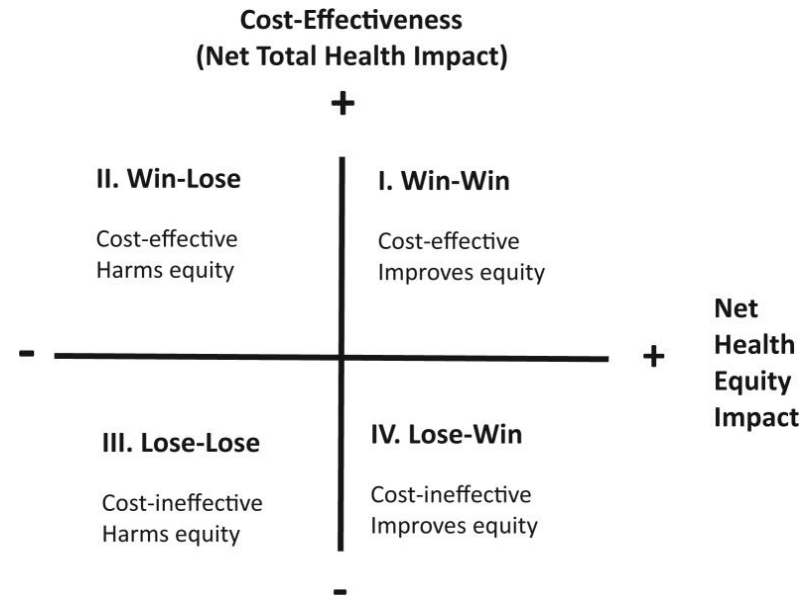 Cost-Effectiveness
(Net Total Health Impact)
+
II. Win-Lose
Cost-effective
Harms equity
I. Win-Win
Cost-effective
Improves equity
-
+
Net
Health
Equity
Impact
III. Lose-Lose
Cost-ineffective
Harms equity
IV. Lose-Win
Cost-ineffective
Improves equity
-